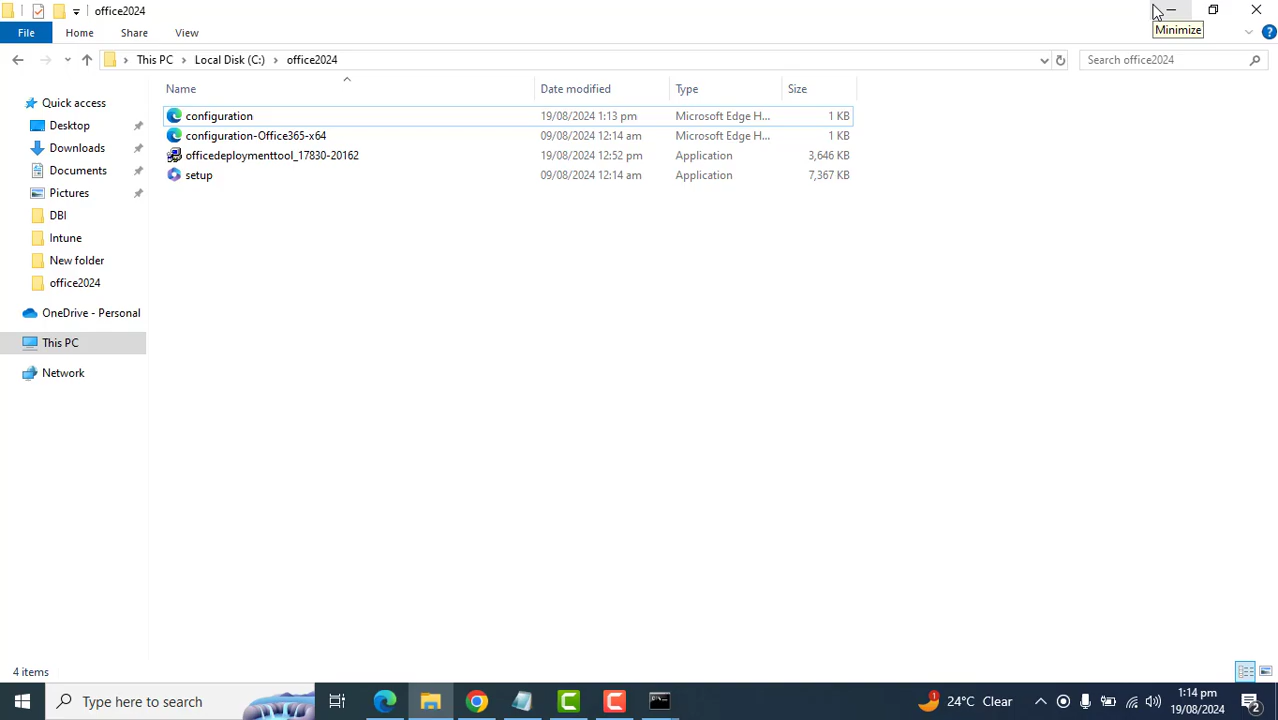 office2024
Minimize
File Home Share View
This PC Local Disk (C:) office2024 Search office2024
Name Date modified Type Size
Quick access
Desktop
Downloads
Documents
Pictures
DBI
Intune
New folder
office2024
OneDrive - Personal
This PC
Network
configuration 19/08/2024 1:13 pm Microsoft Edge H... 1 KB
configuration-Office365-x64 09/08/2024 12:14 am Microsoft Edge H... 1 KB
officedeploymenttool_17830-20162 19/08/2024 12:52 pm Application 3,646 KB
setup 09/08/2024 12:14 am Application 7,367 KB
4 items
Type here to search
1 24°C Clear
1:14 pm
19/08/2024
2